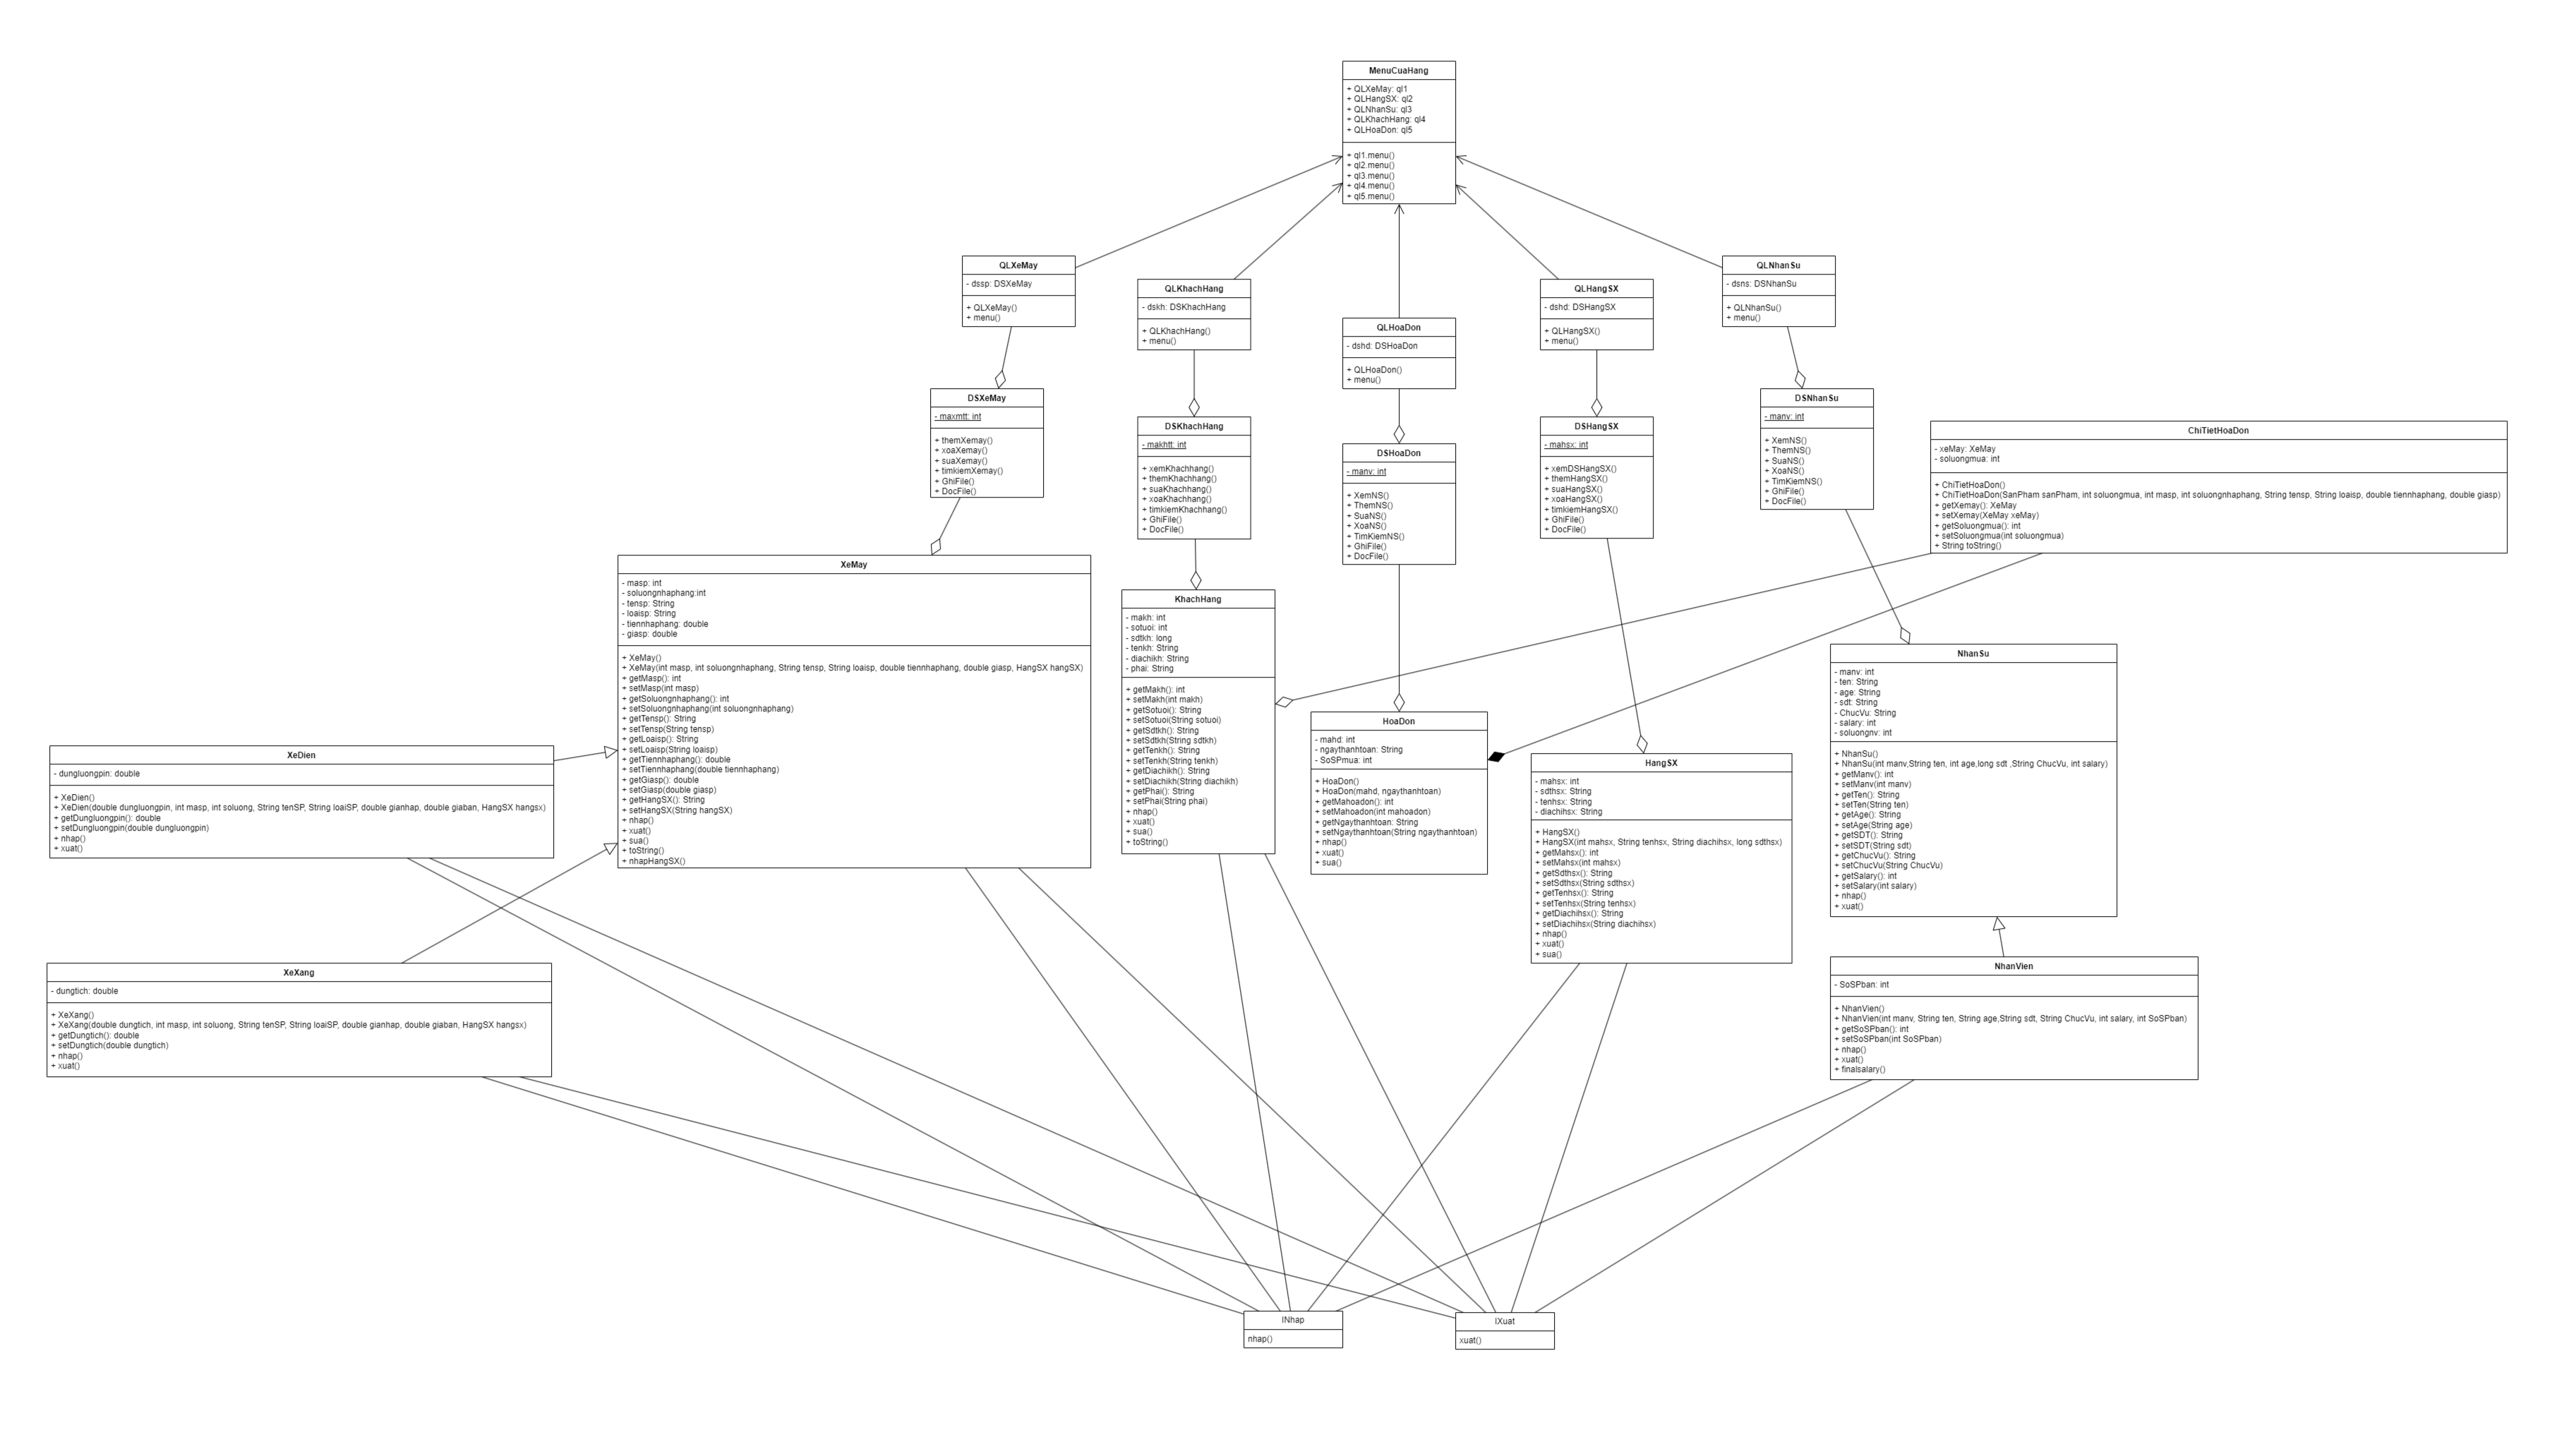 MenuCuaHang
+ QLXeMay: ql1
+ QLHangSX: ql2
+ QLNhanSu: ql3
+ QLKhachHang: ql4
+ QLHoaDon: ql5
+ ql1.menu()
+ ql2.menu()
+ ql3.menu()
+ ql4.menu()
+ ql5.menu()
QLXeMay
- dssp: DSXeMay
+ QLXeMay()
+ menu()
QLKhachHang
- dskh: DSKhachHang
+ QLKhachHang()
+ menu()
QLHoaDon
- dshd: DSHoaDon
+ QLHoaDon()
+ menu()
QLHangSX
- dshd: DSHangSX
+ QLHangSX()
+ menu()
QLNhanSu
- dsns: DSNhanSu
+ QLNhanSu()
+ menu()
DSXeMay
- maxmtt: int
+ themXemay()
+ xoaXemay()
+ suaXemay()
+ timkiemXemay()
+ GhiFile()
+ DocFile()
DSKhachHang
- makhtt: int
+ xemKhachhang()
+ themKhachhang()
+ suaKhachhang()
+ xoaKhachhang()
+ timkiemKhachhang()
+ GhiFile()
+ DocFile()
DSHoaDon
- manv: int
+ XemNS()
+ ThemNS()
+ SuaNS()
+ XoaNS()
+ TimKiemNS()
+ GhiFile()
+ DocFile()
DSHangSX
- mahsx: int
+ xemDSHangSX()
+ themHangSX()
+ suaHangSX()
+ xoaHangSX()
+ timkiemHangSX()
+ GhiFile()
+ DocFile()
DSNhanSu
- manv: int
+ XemNS()
+ ThemNS()
+ SuaNS()
+ XoaNS()
+ TimKiemNS()
+ GhiFile()
+ DocFile()
ChiTietHoaDon
- xeMay: XeMay
- soluongmua: int
+ ChiTietHoaDon()
+ ChiTietHoaDon(SanPham sanPham, int soluongmua, int masp, int soluongnhaphang, String tensp, String loaisp, double tiennhaphang, double giasp)
+ getXemay(): XeMay
+ setXemay(XeMay xeMay)
+ getSoluongmua(): int
+ setSoluongmua(int soluongmua)
+ String toString()
XeMay
- masp: int
- soluongnhaphang:int
- tensp: String
- loaisp: String
- tiennhaphang: double
- giasp: double
+ XeMay()
+ XeMay(int masp, int soluongnhaphang, String tensp, String loaisp, double tiennhaphang, double giasp, HangSX hangSX)
+ getMasp(): int
+ setMasp(int masp)
+ getSoluongnhaphang(): int
+ setSoluongnhaphang(int soluongnhaphang)
+ getTensp(): String
+ setTensp(String tensp)
+ getLoaisp(): String
+ setLoaisp(String loaisp)
+ getTiennhaphang(): double
+ setTiennhaphang(double tiennhaphang)
+ getGiasp(): double
+ setGiasp(double giasp)
+ getHangSX(): String
+ setHangSX(String hangSX)
+ nhap()
+ xuat()
+ sua()
+ toString()
+ nhapHangSX()
KhachHang
- makh: int
- sotuoi: int
- sdtkh: long
- tenkh: String
- diachikh: String
- phai: String
+ getMakh(): int
+ setMakh(int makh)
+ getSotuoi(): String
+ setSotuoi(String sotuoi)
+ getSdtkh(): String
+ setSdtkh(String sdtkh)
+ getTenkh(): String
+ setTenkh(String tenkh)
+ getDiachikh(): String
+ setDiachikh(String diachikh)
+ getPhai(): String
+ setPhai(String phai)
+ nhap()
+ xuat()
+ sua()
+ toString()
HoaDon
- mahd: int
- ngaythanhtoan: String
- SoSPmua: int
+ HoaDon()
+ HoaDon(mahd, ngaythanhtoan)
+ getMahoadon(): int
+ setMahoadon(int mahoadon)
+ getNgaythanhtoan: String
+ setNgaythanhtoan(String ngaythanhtoan)
+ nhap()
+ xuat()
+ sua()
HangSX
- mahsx: int
- sdthsx: String
- tenhsx: String
- diachihsx: String
+ HangSX()
+ HangSX(int mahsx, String tenhsx, String diachihsx, long sdthsx)
+ getMahsx(): int
+ setMahsx(int mahsx)
+ getSdthsx(): String
+ setSdthsx(String sdthsx)
+ getTenhsx(): String
+ setTenhsx(String tenhsx)
+ getDiachihsx(): String
+ setDiachihsx(String diachihsx)
+ nhap()
+ xuat()
+ sua()
NhanSu
- manv: int
- ten: String
- age: String
- sdt: String
- ChucVu: String
- salary: int
- soluongnv: int
+ NhanSu()
+ NhanSu(int manv,String ten, int age,long sdt ,String ChucVu, int salary)
+ getManv(): int
+ setManv(int manv)
+ getTen(): String
+ setTen(String ten)
+ getAge(): String
+ setAge(String age)
+ getSDT(): String
+ setSDT(String sdt)
+ getChucVu(): String
+ setChucVu(String ChucVu)
+ getSalary(): int
+ setSalary(int salary)
+ nhap()
+ xuat()
XeDien
- dungluongpin: double
+ XeDien()
+ XeDien(double dungluongpin, int masp, int soluong, String tenSP, String loaiSP, double gianhap, double giaban, HangSX hangsx)
+ getDungluongpin(): double
+ setDungluongpin(double dungluongpin)
+ nhap()
+ xuat()
XeXang
- dungtich: double
+ XeXang()
+ XeXang(double dungtich, int masp, int soluong, String tenSP, String loaiSP, double gianhap, double giaban, HangSX hangsx)
+ getDungtich(): double
+ setDungtich(double dungtich)
+ nhap()
+ xuat()
NhanVien
- SoSPban: int
+ NhanVien()
+ NhanVien(int manv, String ten, String age,String sdt, String ChucVu, int salary, int SoSPban)
+ getSoSPban(): int
+ setSoSPban(int SoSPban)
+ nhap()
+ xuat()
+ finalsalary()
INhap
nhap()
IXuat
xuat()